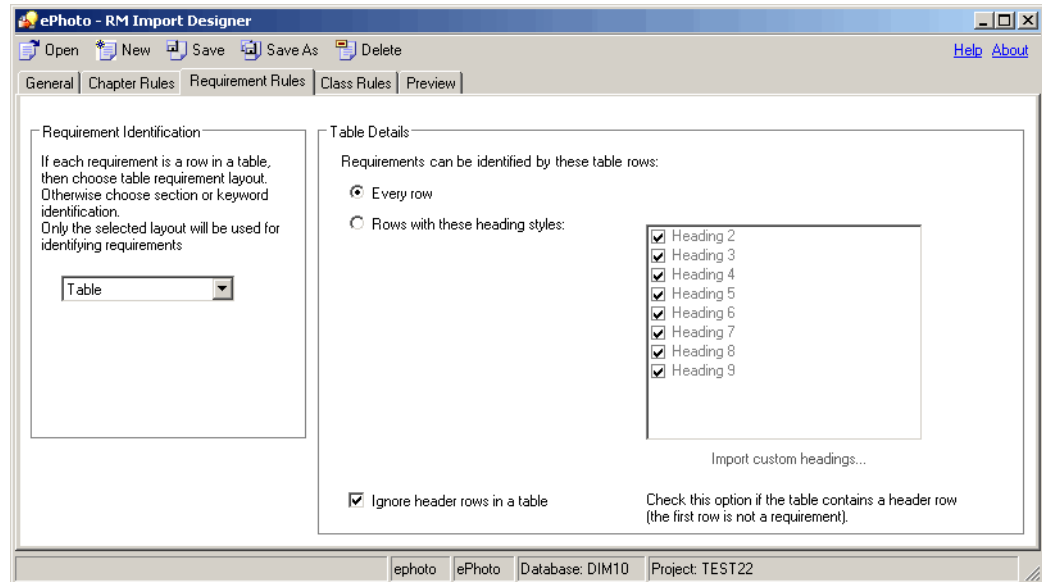 ePhoto - RM Import Designer
Open New Save Save As Delete Help About
General Chapter Rules Requirement Rules Class Rules Preview
Requirement Identification
If each requirement is a row in a table,
then choose table requirement layout.
Otherwise choose section or keyword
identification.
Only the selected layout will be used for
identifying requirements
Table
Table Details
Requirements can be identified by these table rows:
Every row
Rows with these heading styles:
Heading 2
Heading 3
Heading 4
Heading 5
Heading 6
Heading 7
Heading 8
Heading 9
Import custom headings...
Ignore header rows in a table
Check this option if the table contains a header row
(the first row is not a requirement).
ephoto ePhoto Database: DIM10 Project: TEST22